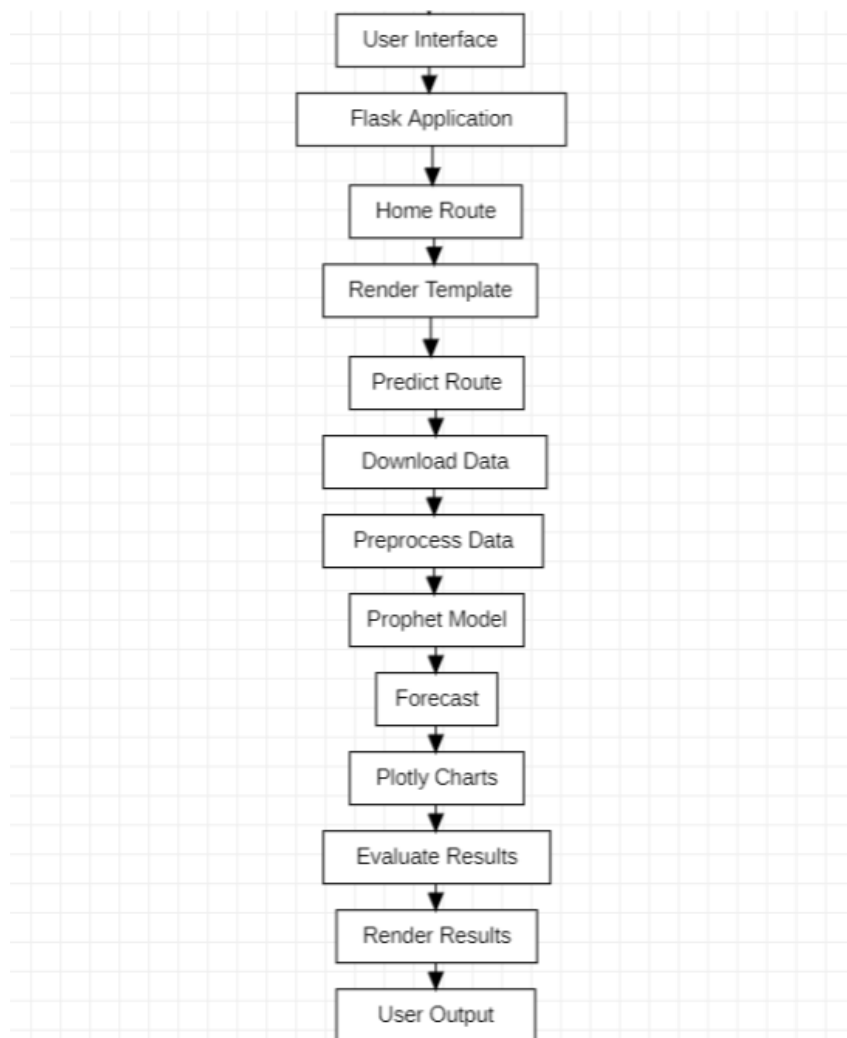 User Interface
Flask Application
Home Route
Render Template
Predict Route
Download Data
Preprocess Data
Prophet Model
Forecast
Plotly Charts
Evaluate Results
Render Results
User Output